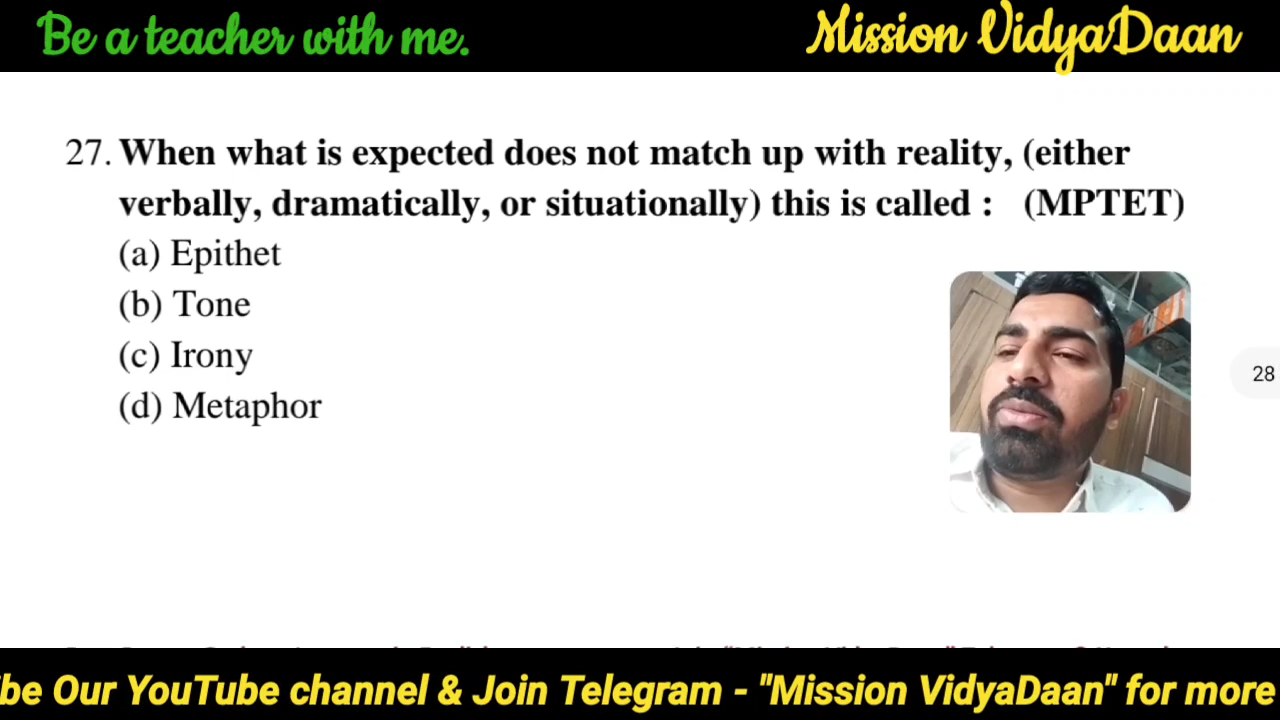 Be a teacher with me.
Mission VidyaDaan
27. When what is expected does not match up with reality, (either
verbally, dramatically, or situationally) this is called : (MPTET)
(a) Epithet
(b) Tone
(c) Irony
(d) Metaphor
28
Our YouTube channel & Join Telegram - "Mission VidyaDaan" for more